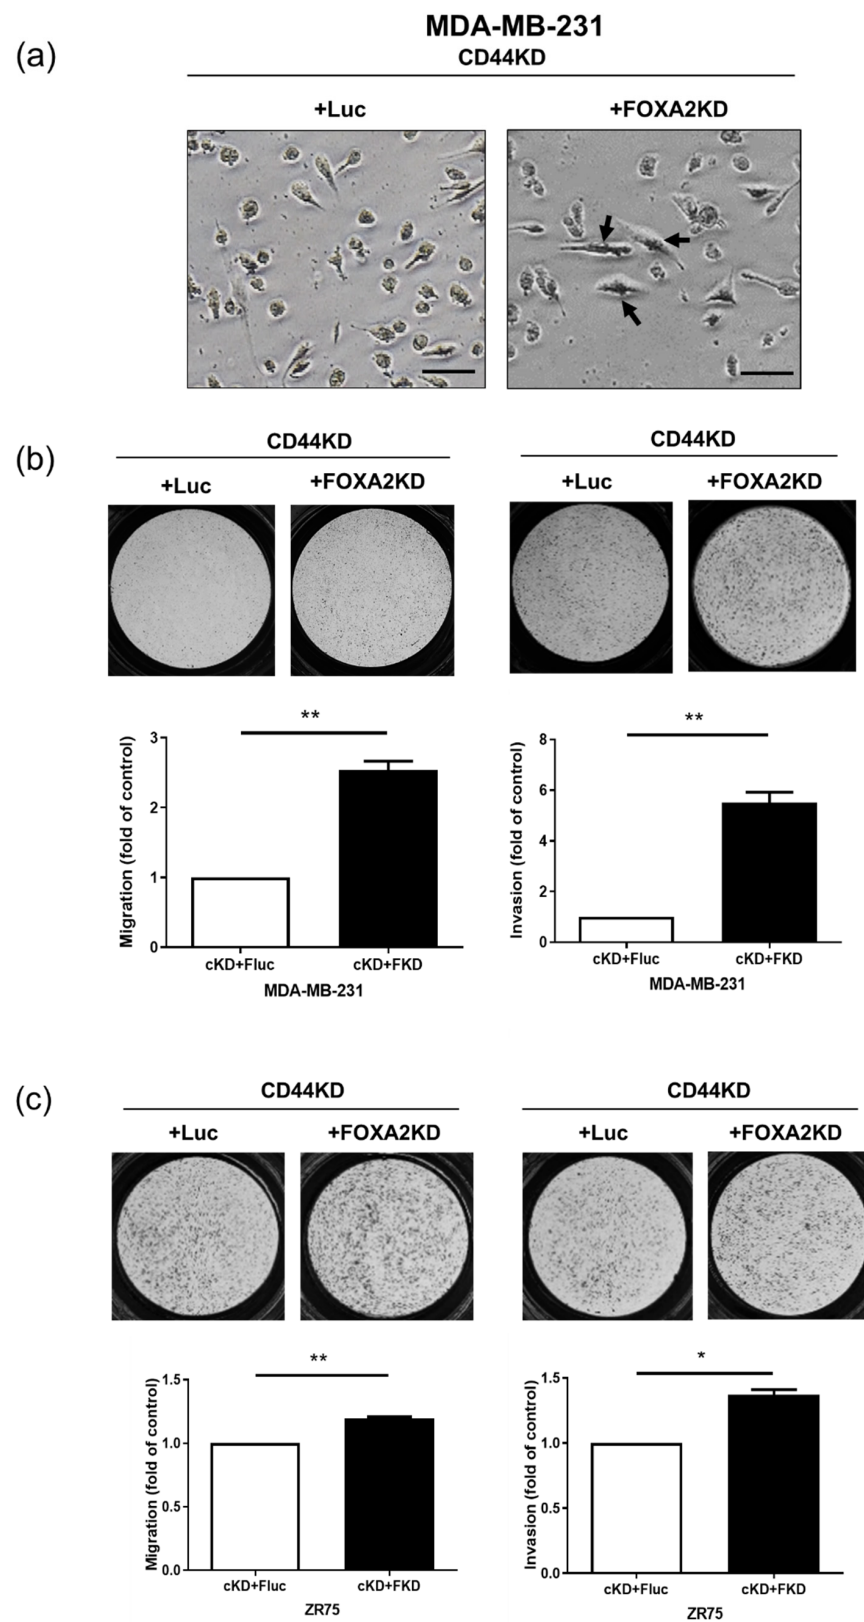 MDA-MB-231
(a)
CD44KD
+Luc
+FOXA2KD
(b)
CD44KD
CD44KD
+Luc
+FOXA2KD
+Luc
+FOXA2KD
**
Migration (fold of control)
3
2
1
0
cKD+Fluc
cKD+FKD
MDA-MB-231
**
Invasion (fold of control)
8
6
4
2
0
cKD+Fluc
cKD+FKD
MDA-MB-231
(c)
CD44KD
CD44KD
+Luc
+FOXA2KD
+Luc
+FOXA2KD
**
Migration (fold of control)
1.5
1.0
0.5
0.0
cKD+Fluc
cKD+FKD
ZR75
*
Invasion (fold of control)
1.5
1.0
0.5
0.0
cKD+Fluc
cKD+FKD
ZR75